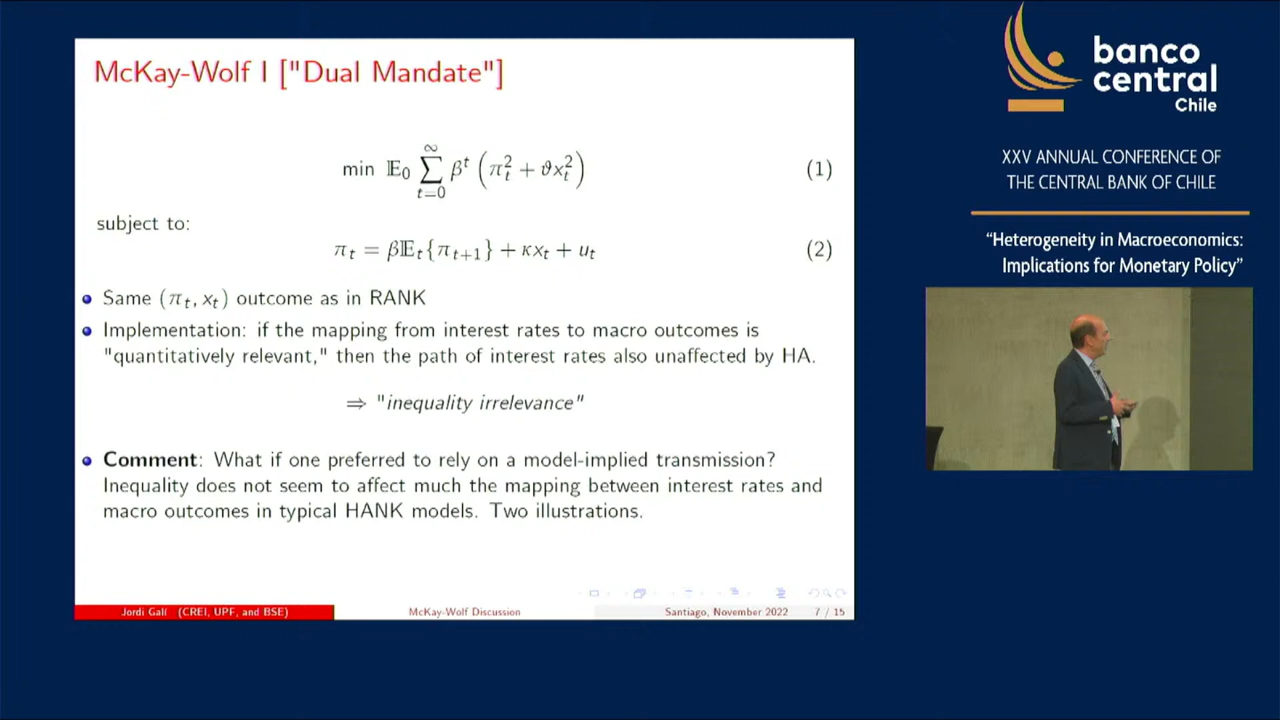 McKay-Wolf I ["Dual Mandate"]
min 𝔼₀ ∑_{t=0}^{∞} β^t (π_t^2 + ϑx_t^2) (1)
subject to:
π_t = β𝔼_t{π_{t+1}} + κx_t + u_t (2)
Same (π_t, x_t) outcome as in RANK
Implementation: if the mapping from interest rates to macro outcomes is
"quantitatively relevant," then the path of interest rates also unaffected by HA.
⇒ "inequality irrelevance"
Comment: What if one preferred to rely on a model-implied transmission?
Inequality does not seem to affect much the mapping between interest rates and
macro outcomes in typical HANK models. Two illustrations.
Jordi Galí (CREI, UPF, and BSE)
McKay-Wolf Discussion
Santiago, November 2022
7 / 15
banco
central
Chile
XXV ANNUAL CONFERENCE OF
THE CENTRAL BANK OF CHILE
"Heterogeneity in Macroeconomics:
Implications for Monetary Policy"